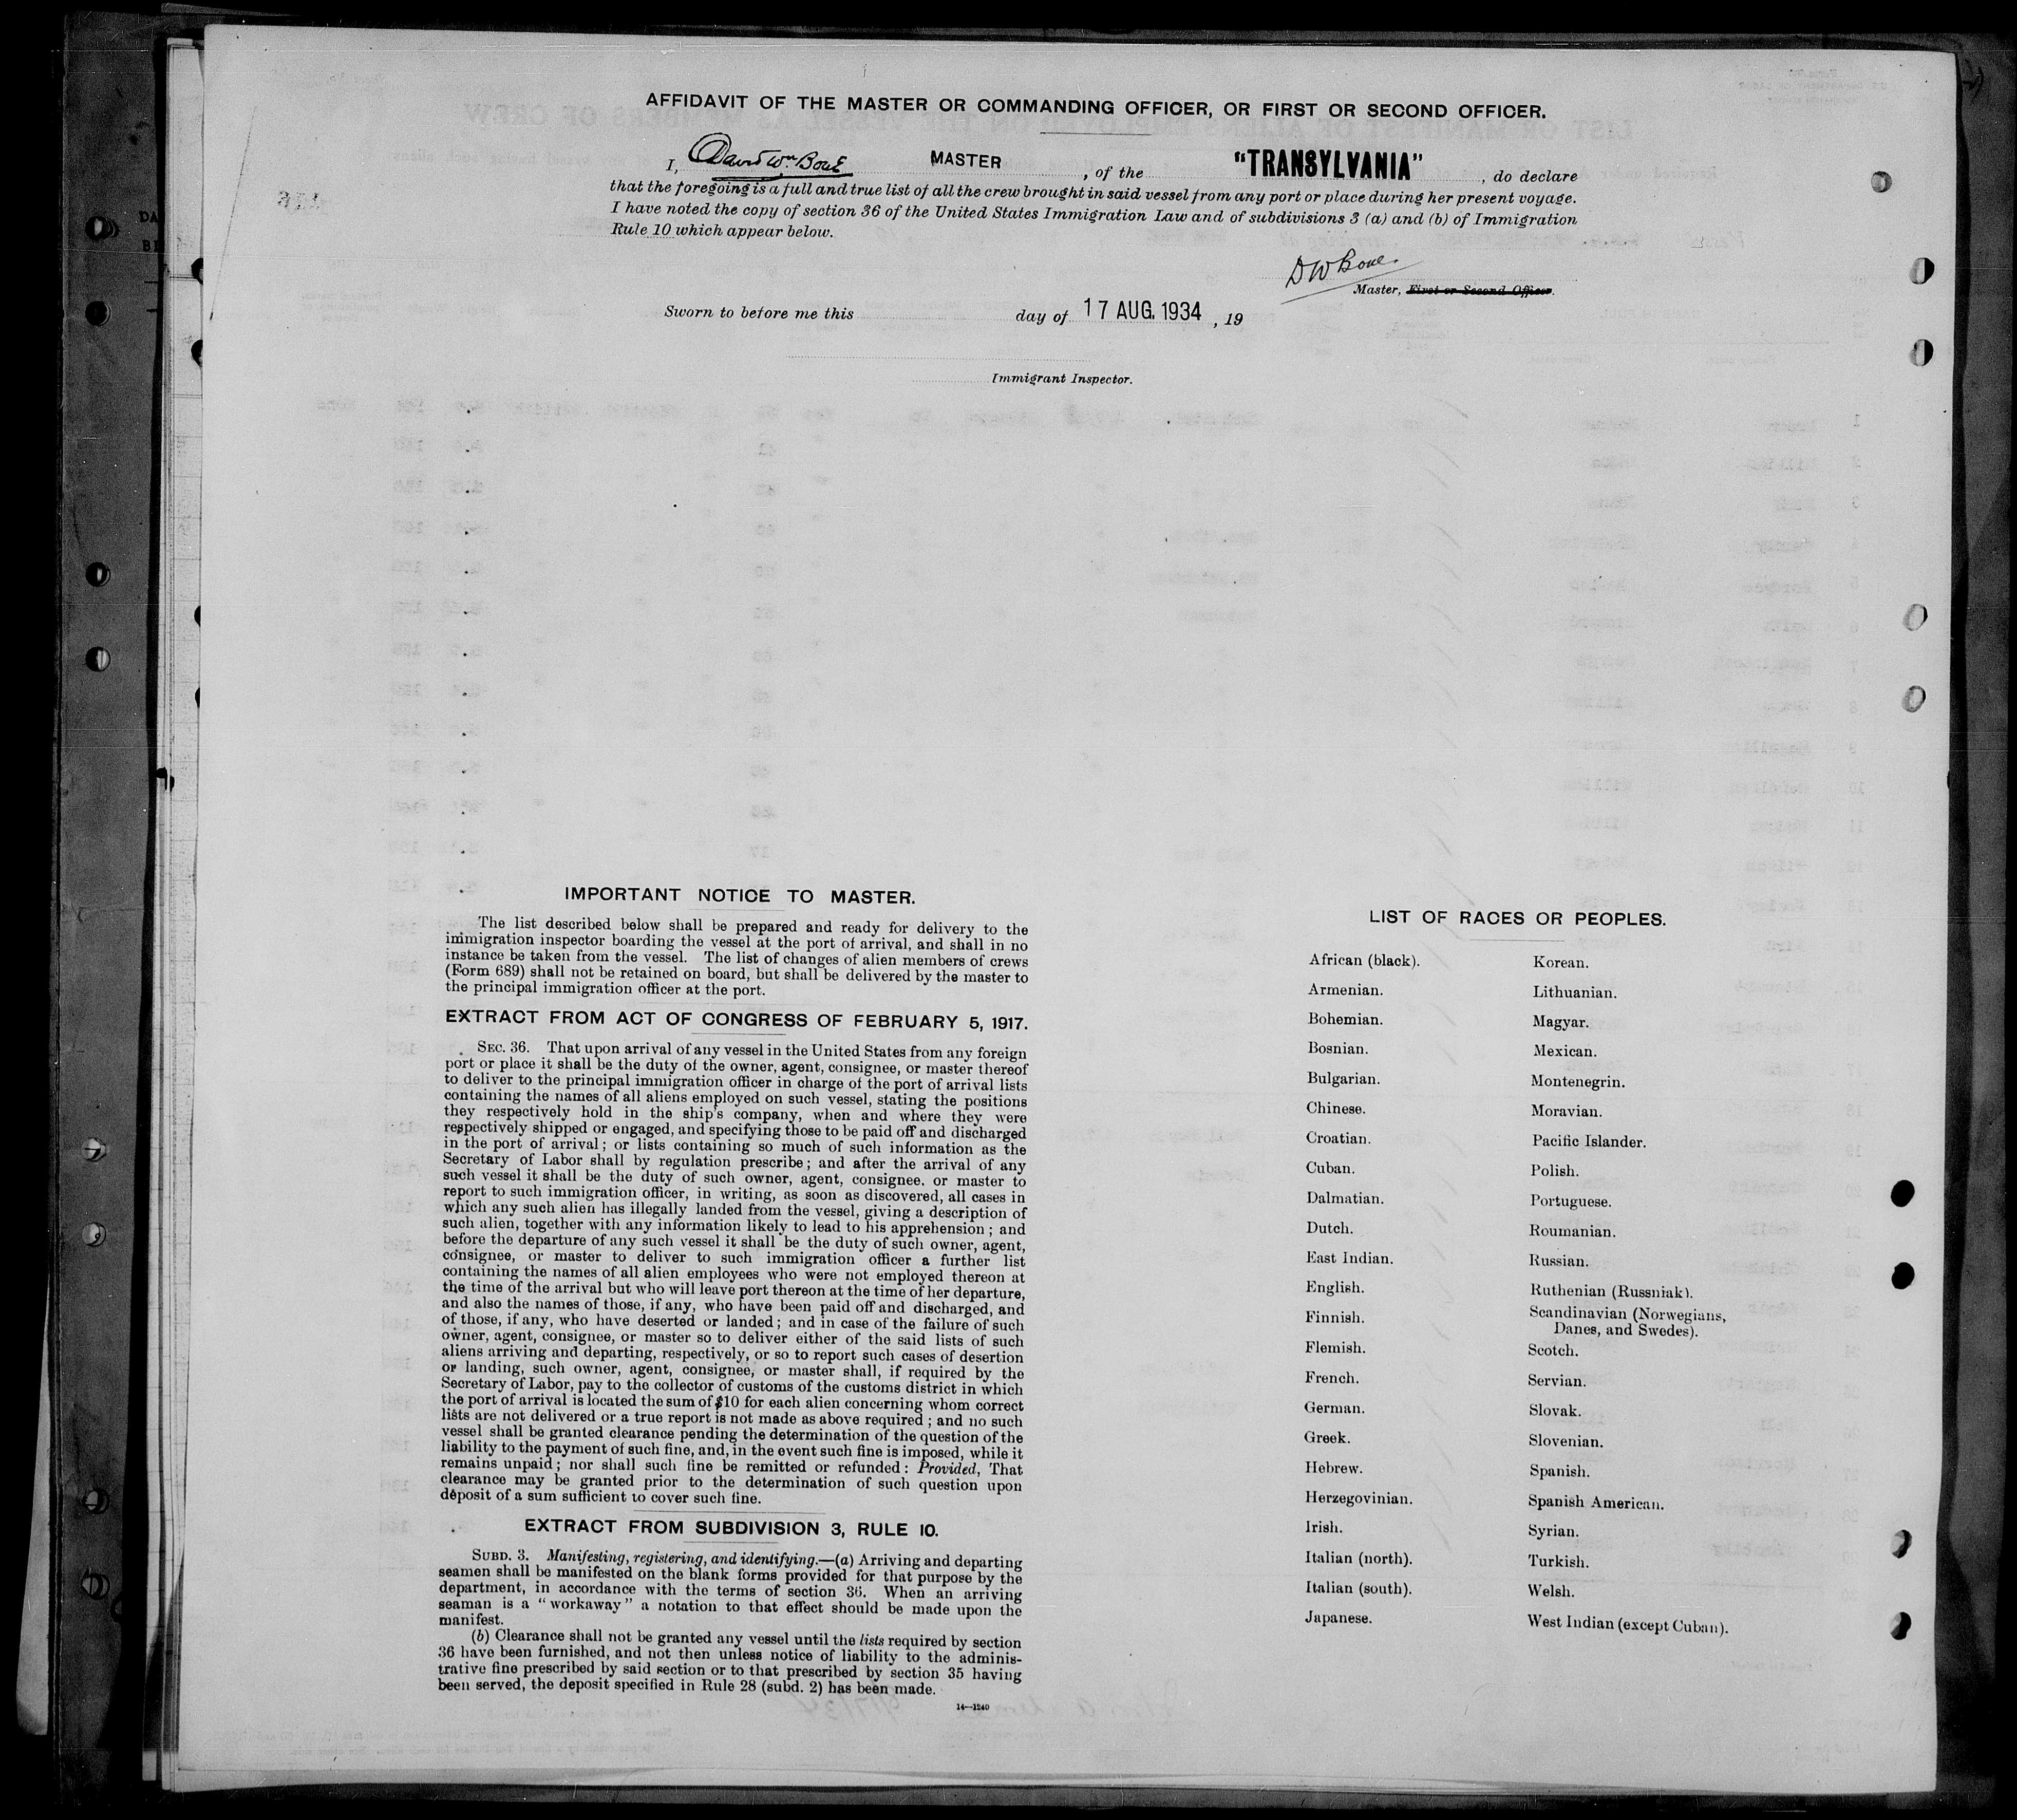 AFFIDAVIT OF THE MASTER OR COMMANDING OFFICER, OR FIRST OR SECOND OFFICER.
I, David Wm Bone MASTER , of the "TRANSYLVANIA" , do declare
that the foregoing is a full and true list of all the crew brought in said vessel from any port or place during her present voyage.
I have noted the copy of section 36 of the United States Immigration Law and of subdivisions 3 (a) and (b) of Immigration
Rule 10 which appear below.
D W Bone.
Master, First or Second Officer.
Sworn to before me this day of 17 AUG. 1934 , 19
Immigrant Inspector.
IMPORTANT NOTICE TO MASTER.
The list described below shall be prepared and ready for delivery to the
immigration inspector boarding the vessel at the port of arrival, and shall in no
instance be taken from the vessel. The list of changes of alien members of crews
(Form 689) shall not be retained on board, but shall be delivered by the master to
the principal immigration officer at the port.
EXTRACT FROM ACT OF CONGRESS OF FEBRUARY 5, 1917.
SEC. 36. That upon arrival of any vessel in the United States from any foreign
port or place it shall be the duty of the owner, agent, consignee, or master thereof
to deliver to the principal immigration officer in charge of the port of arrival lists
containing the names of all aliens employed on such vessel, stating the positions
they respectively hold in the ship's company, when and where they were
respectively shipped or engaged, and specifying those to be paid off and discharged
in the port of arrival; or lists containing so much of such information as the
Secretary of Labor shall by regulation prescribe; and after the arrival of any
such vessel it shall be the duty of such owner, agent, consignee. or master to
report to such immigration officer, in writing, as soon as discovered, all cases in
which any such alien has illegally landed from the vessel, giving a description of
such alien, together with any information likely to lead to his apprehension; and
before the departure of any such vessel it shall be the duty of such owner, agent,
consignee, or master to deliver to such immigration officer a further list
containing the names of all alien employees who were not employed thereon at
the time of the arrival but who will leave port thereon at the time of her departure,
and also the names of those, if any, who have been paid off and discharged, and
of those, if any, who have deserted or landed; and in case of the failure of such
owner, agent, consignee, or master so to deliver either of the said lists of such
aliens arriving and departing, respectively, or so to report such cases of desertion
or landing, such owner, agent, consignee, or master shall, if required by the
Secretary of Labor, pay to the collector of customs of the customs district in which
the port of arrival is located the sum of $10 for each alien concerning whom correct
lists are not delivered or a true report is not made as above required; and no such
vessel shall be granted clearance pending the determination of the question of the
liability to the payment of such fine, and, in the event such fine is imposed, while it
remains unpaid; nor shall such fine be remitted or refunded: Provided, That
clearance may be granted prior to the determination of such question upon
deposit of a sum sufficient to cover such fine.
EXTRACT FROM SUBDIVISION 3, RULE 10.
SUBD. 3. Manifesting, registering, and identifying.—(a) Arriving and departing
seamen shall be manifested on the blank forms provided for that purpose by the
department, in accordance with the terms of section 36. When an arriving
seaman is a "workaway" a notation to that effect should be made upon the
manifest.
(b) Clearance shall not be granted any vessel until the lists required by section
36 have been furnished, and not then unless notice of liability to the adminis-
trative fine prescribed by said section or to that prescribed by section 35 having
been served, the deposit specified in Rule 28 (subd. 2) has been made.
14—1240
LIST OF RACES OR PEOPLES.
African (black).
Armenian.
Bohemian.
Bosnian.
Bulgarian.
Chinese.
Croatian.
Cuban.
Dalmatian.
Dutch.
East Indian.
English.
Finnish.
Flemish.
French.
German.
Greek.
Hebrew.
Herzegovinian.
Irish.
Italian (north).
Italian (south).
Japanese.
Korean.
Lithuanian.
Magyar.
Mexican.
Montenegrin.
Moravian.
Pacific Islander.
Polish.
Portuguese.
Roumanian.
Russian.
Ruthenian (Russniak).
Scandinavian (Norwegians,
Danes, and Swedes).
Scotch.
Servian.
Slovak.
Slovenian.
Spanish.
Spanish American.
Syrian.
Turkish.
Welsh.
West Indian (except Cuban).